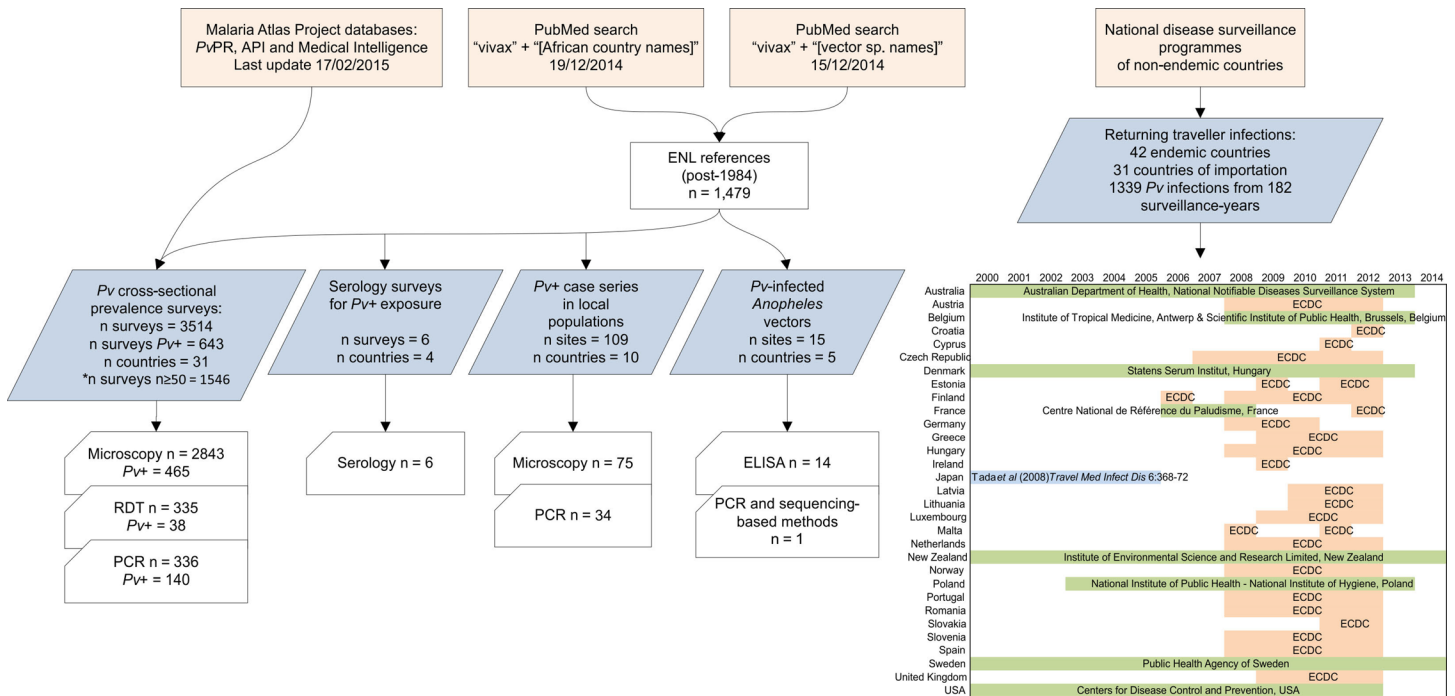 Malaria Atlas Project databases:
PvPR, API and Medical Intelligence
Last update 17/02/2015
PubMed search
“vivax” + “[African country names]”
19/12/2014
PubMed search
“vivax” + “[vector sp. names]”
15/12/2014
National disease surveillance
programmes
of non-endemic countries
ENL references
(post-1984)
n = 1,479
Returning traveller infections:
42 endemic countries
31 countries of importation
1339 Pv infections from 182
surveillance-years
Pv cross-sectional
prevalence surveys:
n surveys = 3514
n surveys Pv+ = 643
n countries = 31
*n surveys n≥50 = 1546
Serology surveys
for Pv+ exposure
n surveys = 6
n countries = 4
Pv+ case series
in local
populations
n sites = 109
n countries = 10
Pv-infected
Anopheles
vectors
n sites = 15
n countries = 5
Microscopy n = 2843
Pv+ = 465
RDT n = 335
Pv+ = 38
PCR n = 336
Pv+ = 140
Serology n = 6
Microscopy n = 75
PCR n = 34
ELISA n = 14
PCR and sequencing-
based methods
n = 1
2000 2001 2002 2003 2004 2005 2006 2007 2008 2009 2010 2011 2012 2013 2014
Australia Australian Department of Health, National Notifiable Diseases Surveillance System
Austria ECDC
Belgium Institute of Tropical Medicine, Antwerp & Scientific Institute of Public Health, Brussels, Belgium
Croatia ECDC
Cyprus ECDC
Czech Republic ECDC
Denmark Statens Serum Institut, Hungary
Estonia ECDC ECDC
Finland ECDC ECDC
France Centre National de Référence du Paludisme, France ECDC
Germany ECDC
Greece ECDC
Hungary ECDC
Ireland ECDC
Japan Tada et al (2008) Travel Med Infect Dis 6:368-72
Latvia ECDC
Lithuania ECDC
Luxembourg ECDC
Malta ECDC ECDC
Netherlands ECDC
New Zealand Institute of Environmental Science and Research Limited, New Zealand
Norway ECDC
Poland National Institute of Public Health - National Institute of Hygiene, Poland
Portugal ECDC
Romania ECDC
Slovakia ECDC
Slovenia ECDC
Spain ECDC
Sweden Public Health Agency of Sweden
United Kingdom ECDC
USA Centers for Disease Control and Prevention, USA